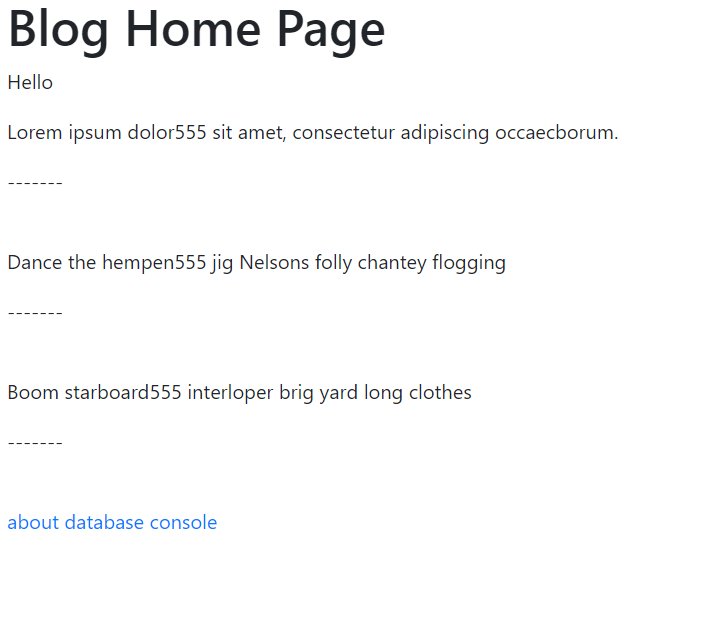 Blog Home Page
Hello
Lorem ipsum dolor555 sit amet, consectetur adipiscing occaecborum.
-------
Dance the hempen555 jig Nelsons folly chantey flogging
-------
Boom starboard555 interloper brig yard long clothes
-------
about database console